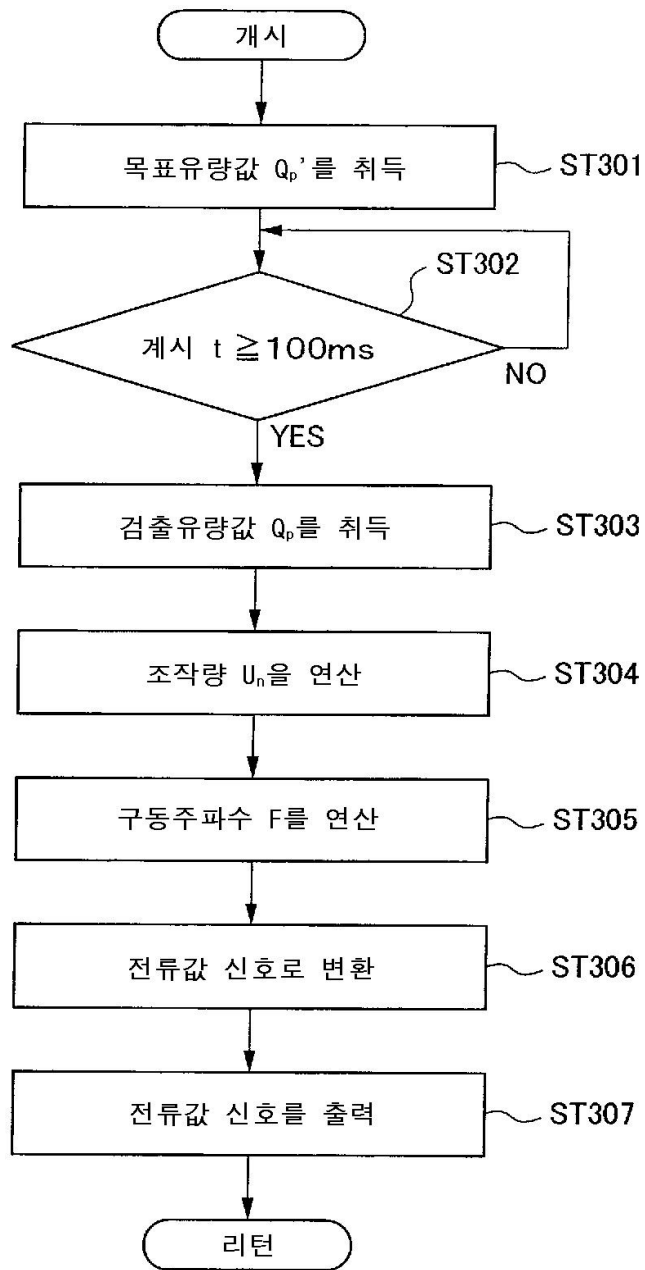 개시
목표유량값 Qp'를 취득
ST301
ST302
계시 t ≧100ms
NO
YES
검출유량값 Qp를 취득
ST303
조작량 Un을 연산
ST304
구동주파수 F를 연산
ST305
전류값 신호로 변환
ST306
전류값 신호를 출력
ST307
리턴